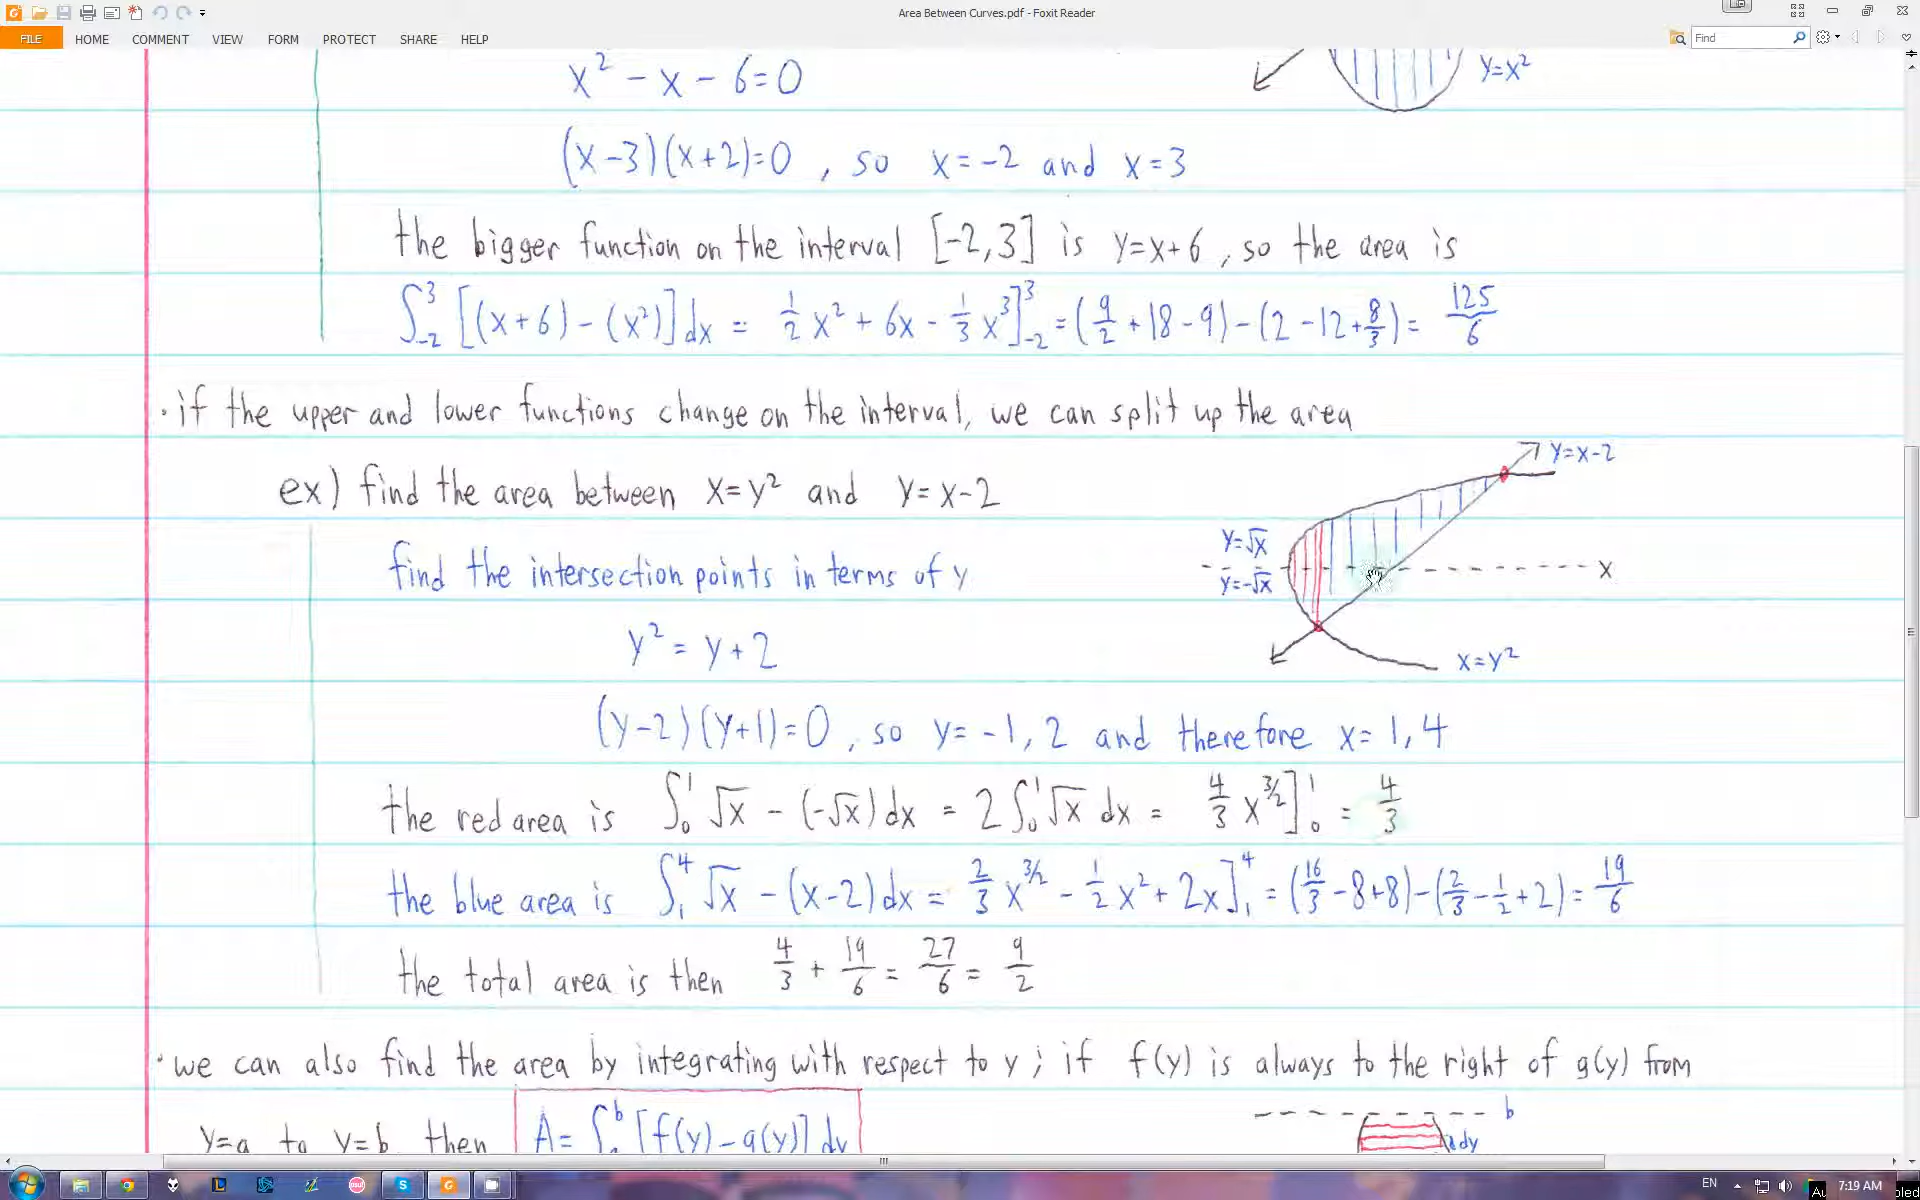 Area Between Curves.pdf - Foxit Reader
FILE HOME COMMENT VIEW FORM PROTECT SHARE HELP
Find
x² - x - 6 = 0
y=x²
(x-3)(x+2)=0 , so x=-2 and x=3
the bigger function on the interval [-2,3] is y=x+6 , so the area is
∫₋₂³ [(x+6)-(x²)]dx = ½x² + 6x - ⅓x³]₋₂³ = (9/2 + 18 - 9) - (2 - 12 + 8/3) = 125/6
· if the upper and lower functions change on the interval, we can split up the area
y=x-2
ex) find the area between x=y² and y=x-2
y=√x
find the intersection points in terms of y
y=-√x
x
y² = y+2
x=y²
(y-2)(y+1)=0 , so y=-1,2 and therefore x=1,4
the red area is ∫₀¹ √x - (-√x)dx = 2∫₀¹ √x dx = 4/3 x^3/2]₀¹ = 4/3
the blue area is ∫₁⁴ √x - (x-2)dx = 2/3 x^3/2 - ½x² + 2x]₁⁴ = (16/3 - 8 + 8) - (2/3 - ½ + 2) = 19/6
the total area is then 4/3 + 19/6 = 27/6 = 9/2
· we can also find the area by integrating with respect to y ; if f(y) is always to the right of g(y) from
b
y=a to y=b, then A = ∫ᵇ [f(y)-g(y)]dy
dy
EN 7:19 AM